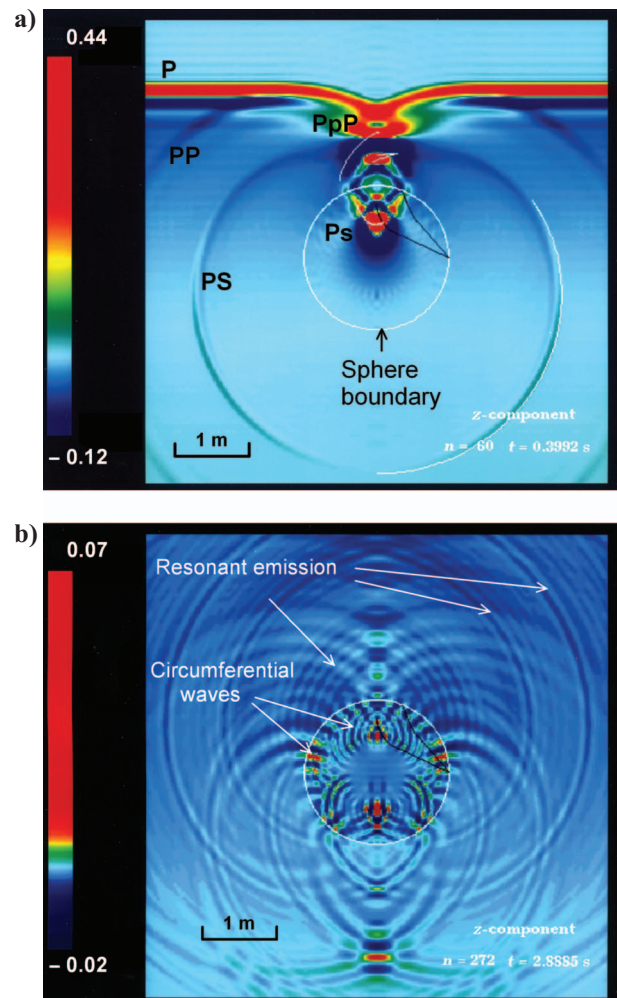 a)
0.44
P
PpP
PP
Ps
PS
Sphere
boundary
z-component
1 m
n = 60 t = 0.3992 s
– 0.12
b)
0.07
Resonant emission
Circumferential
waves
1 m
z-component
n = 272 t = 2.8885 s
– 0.02